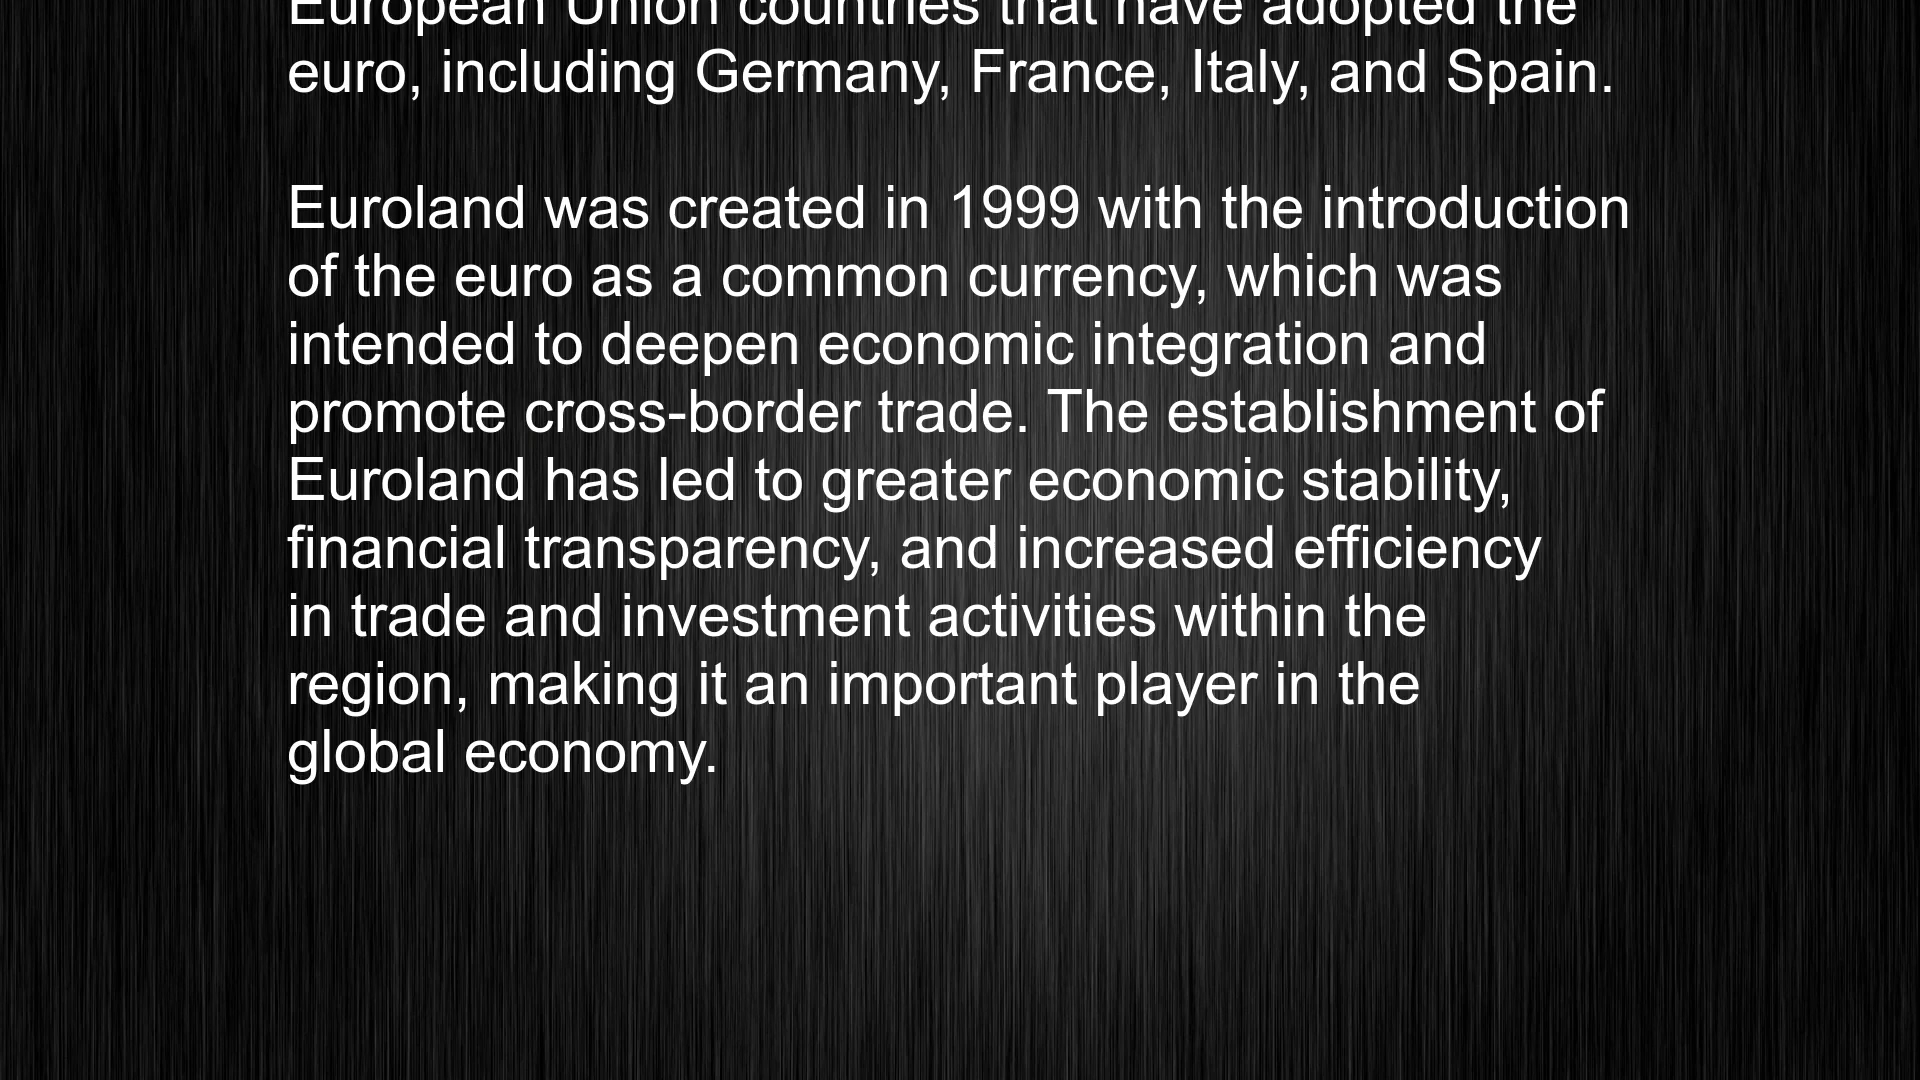 European Union countries that have adopted the
euro, including Germany, France, Italy, and Spain.
Euroland was created in 1999 with the introduction
of the euro as a common currency, which was
intended to deepen economic integration and
promote cross-border trade. The establishment of
Euroland has led to greater economic stability,
financial transparency, and increased efficiency
in trade and investment activities within the
region, making it an important player in the
global economy.